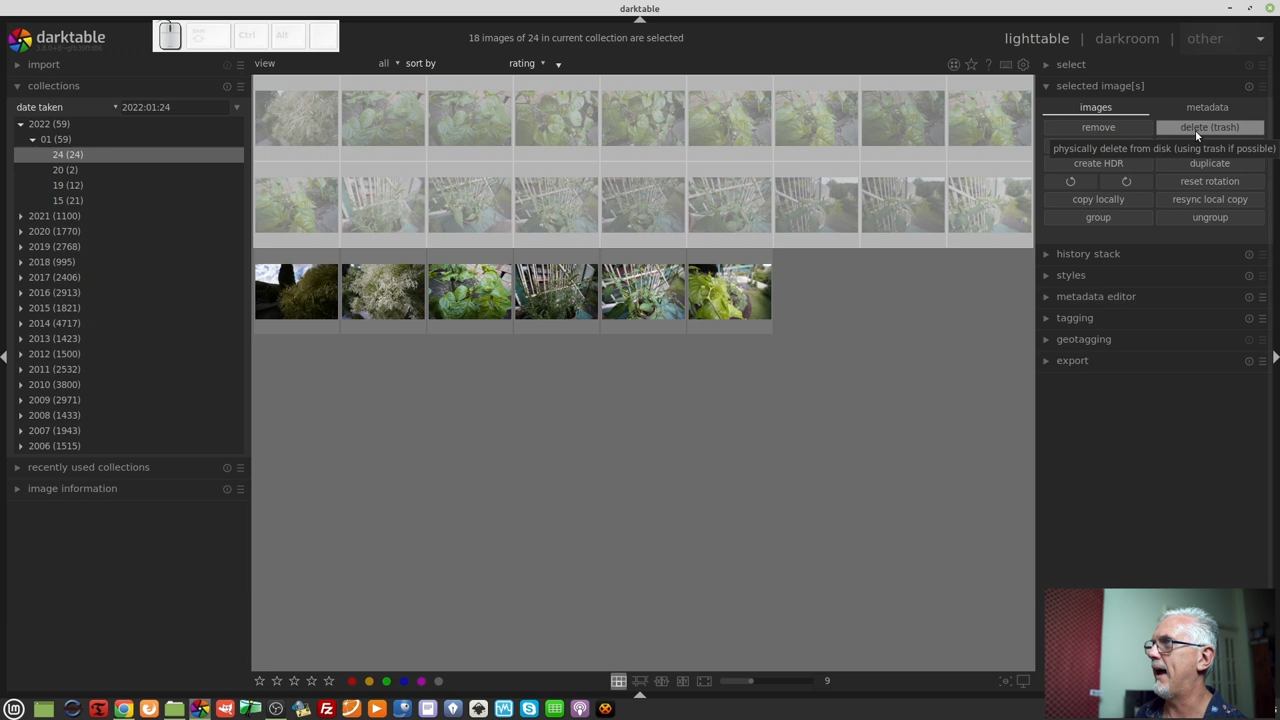 darktable
darktable
Ctrl
Alt
18 images of 24 in current collection are selected
lighttable | darkroom | other
import
view
all
sort by
rating
select
collections
selected image[s]
date taken
2022:01:24
images
metadata
2022 (59)
remove
delete (trash)
01 (59)
physically delete from disk (using trash if possible)
24 (24)
create HDR
duplicate
20 (2)
reset rotation
19 (12)
copy locally
resync local copy
15 (21)
group
ungroup
2021 (1100)
2020 (1770)
2019 (2768)
history stack
2018 (995)
styles
2017 (2406)
metadata editor
2016 (2913)
2015 (1821)
tagging
2014 (4717)
geotagging
2013 (1423)
2012 (1500)
export
2011 (2532)
2010 (3800)
2009 (2971)
2008 (1433)
2007 (1943)
2006 (1515)
recently used collections
image information
9